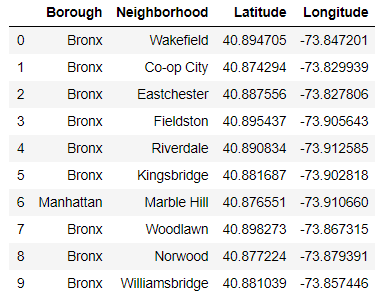 Borough Neighborhood Latitude Longitude
0 Bronx Wakefield 40.894705 -73.847201
1 Bronx Co-op City 40.874294 -73.829939
2 Bronx Eastchester 40.887556 -73.827806
3 Bronx Fieldston 40.895437 -73.905643
4 Bronx Riverdale 40.890834 -73.912585
5 Bronx Kingsbridge 40.881687 -73.902818
6 Manhattan Marble Hill 40.876551 -73.910660
7 Bronx Woodlawn 40.898273 -73.867315
8 Bronx Norwood 40.877224 -73.879391
9 Bronx Williamsbridge 40.881039 -73.857446